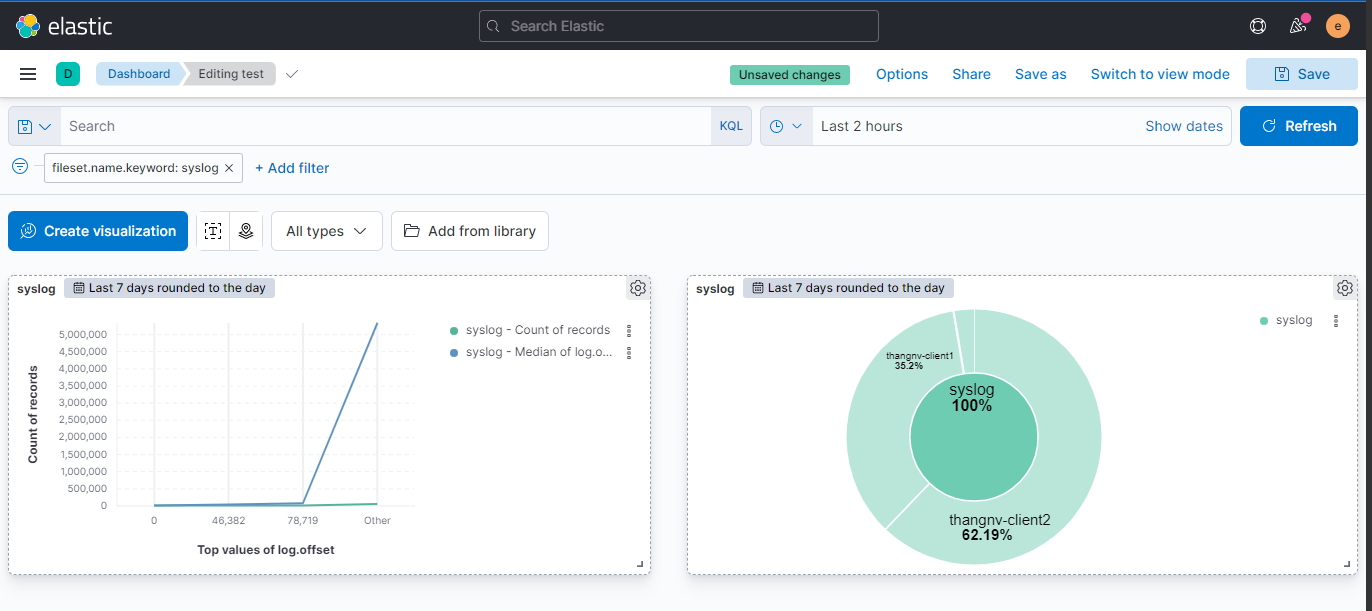 elastic
Search Elastic
e
D
Dashboard
Editing test
Unsaved changes
Options
Share
Save as
Switch to view mode
Save
Search
KQL
Last 2 hours
Show dates
Refresh
fileset.name.keyword: syslog ×
+ Add filter
Create visualization
T
All types
Add from library
syslog
Last 7 days rounded to the day
Count of records
5,000,000
4,500,000
4,000,000
3,500,000
3,000,000
2,500,000
2,000,000
1,500,000
1,000,000
500,000
0
0
46,382
78,719
Other
Top values of log.offset
syslog - Count of records
syslog - Median of log.o...
syslog
Last 7 days rounded to the day
thangnv-client1
35.2%
syslog
100%
thangnv-client2
62.19%
syslog